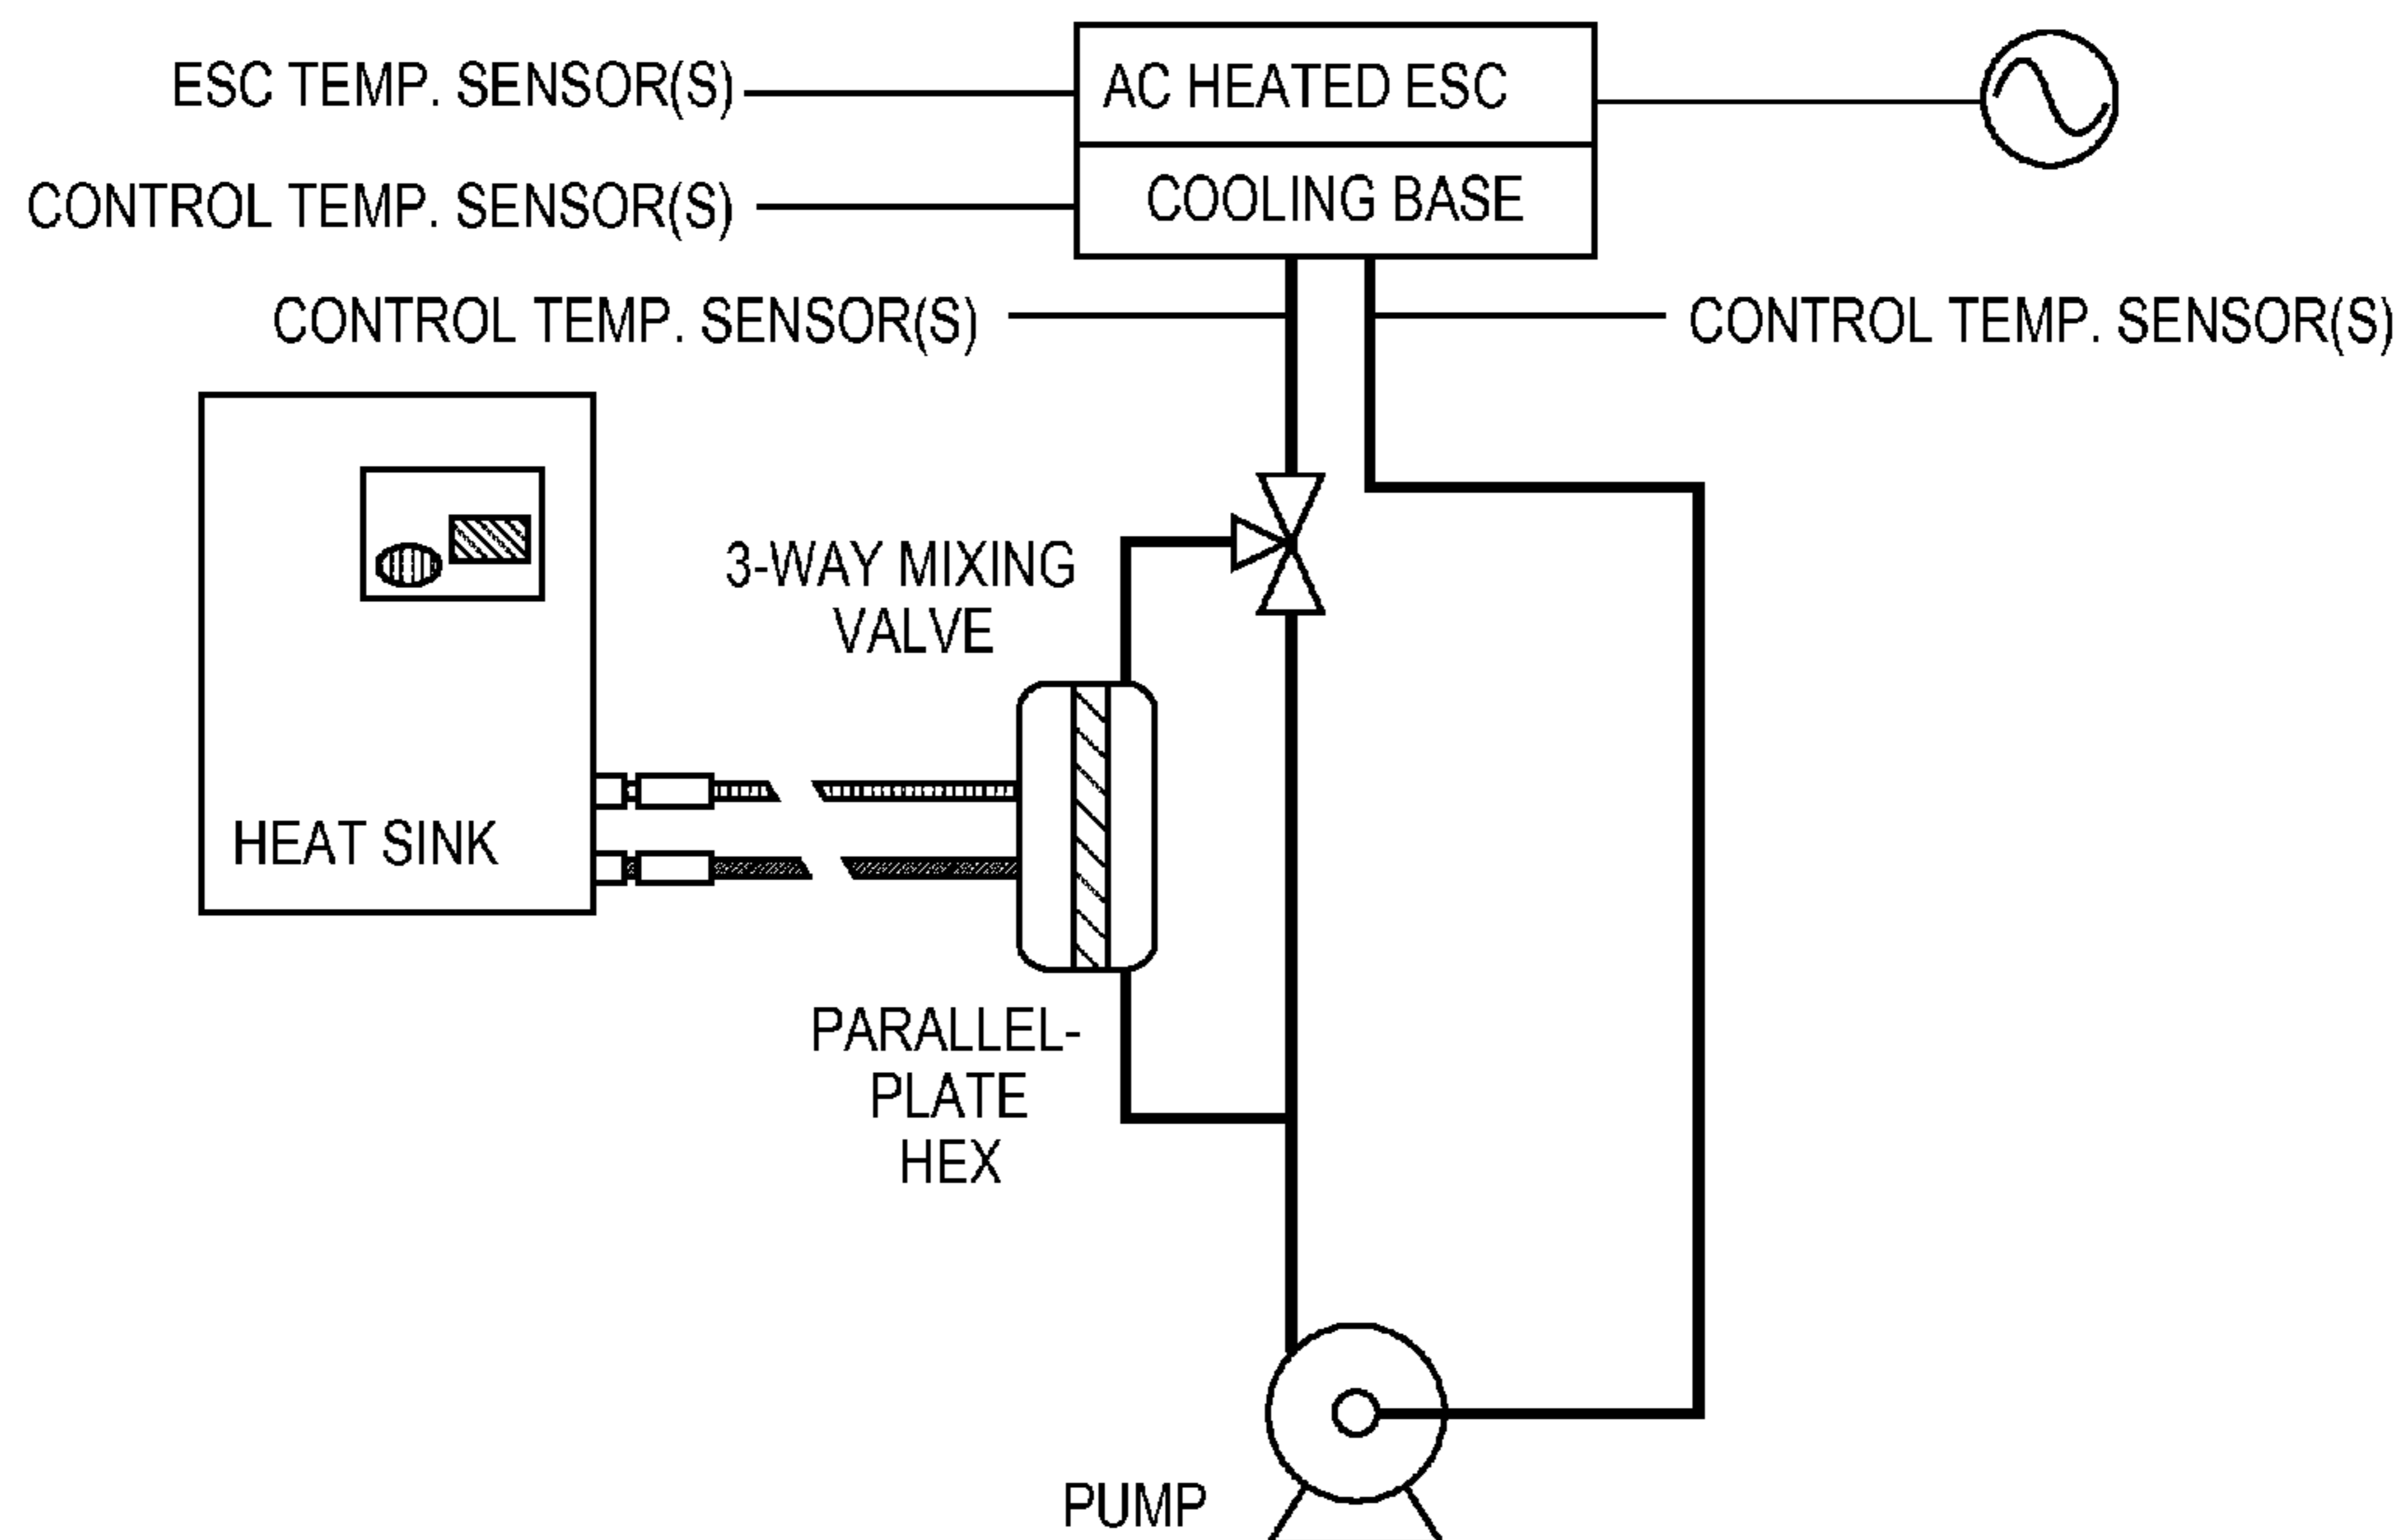 ESC TEMP. SENSOR(S)
AC HEATED ESC
CONTROL TEMP. SENSOR(S)
COOLING BASE
CONTROL TEMP. SENSOR(S)
CONTROL TEMP. SENSOR(S)
3-WAY MIXING
VALVE
HEAT SINK
PARALLEL-
PLATE
HEX
PUMP